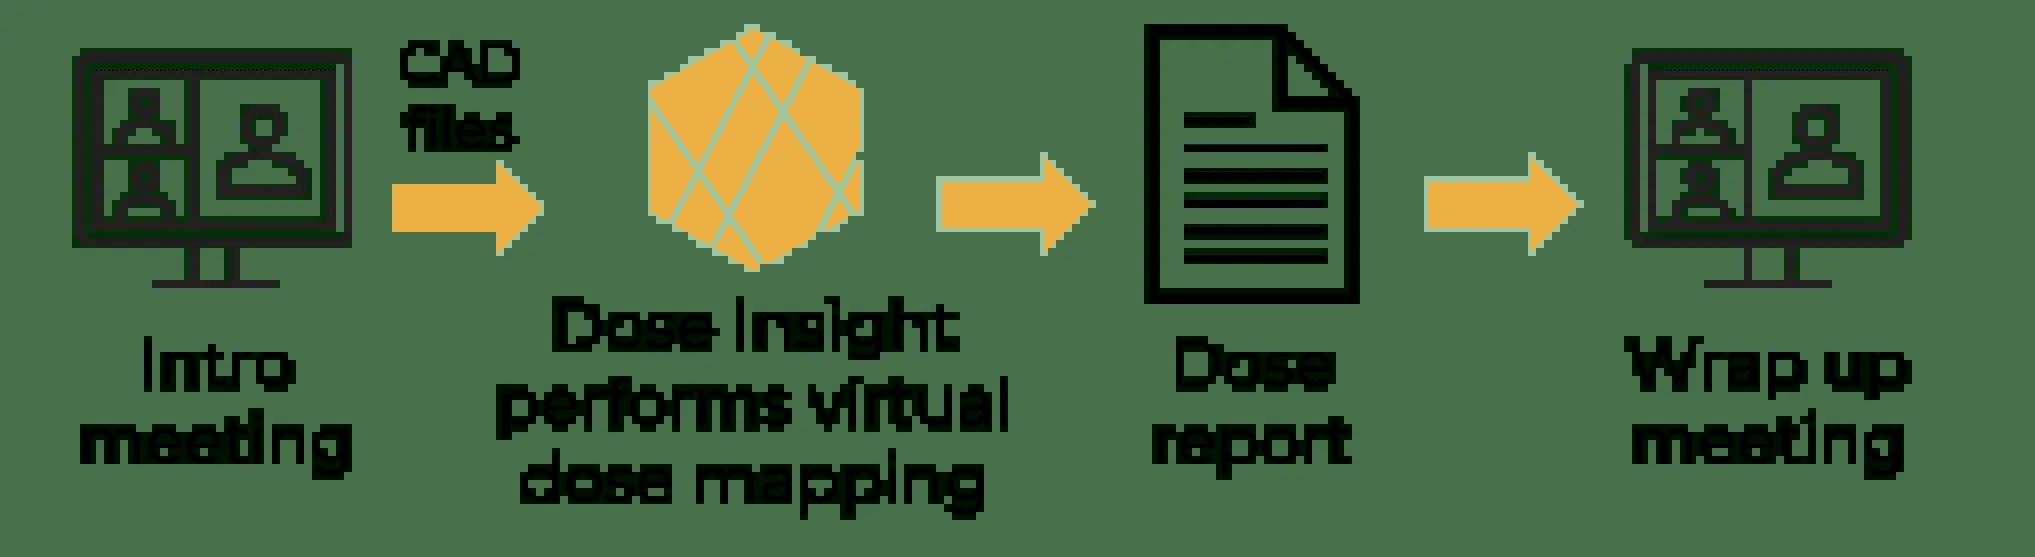 CAD
files
Intro
meeting
Dose Insight
performs virtual
dose mapping
Dose
report
Wrap up
meeting